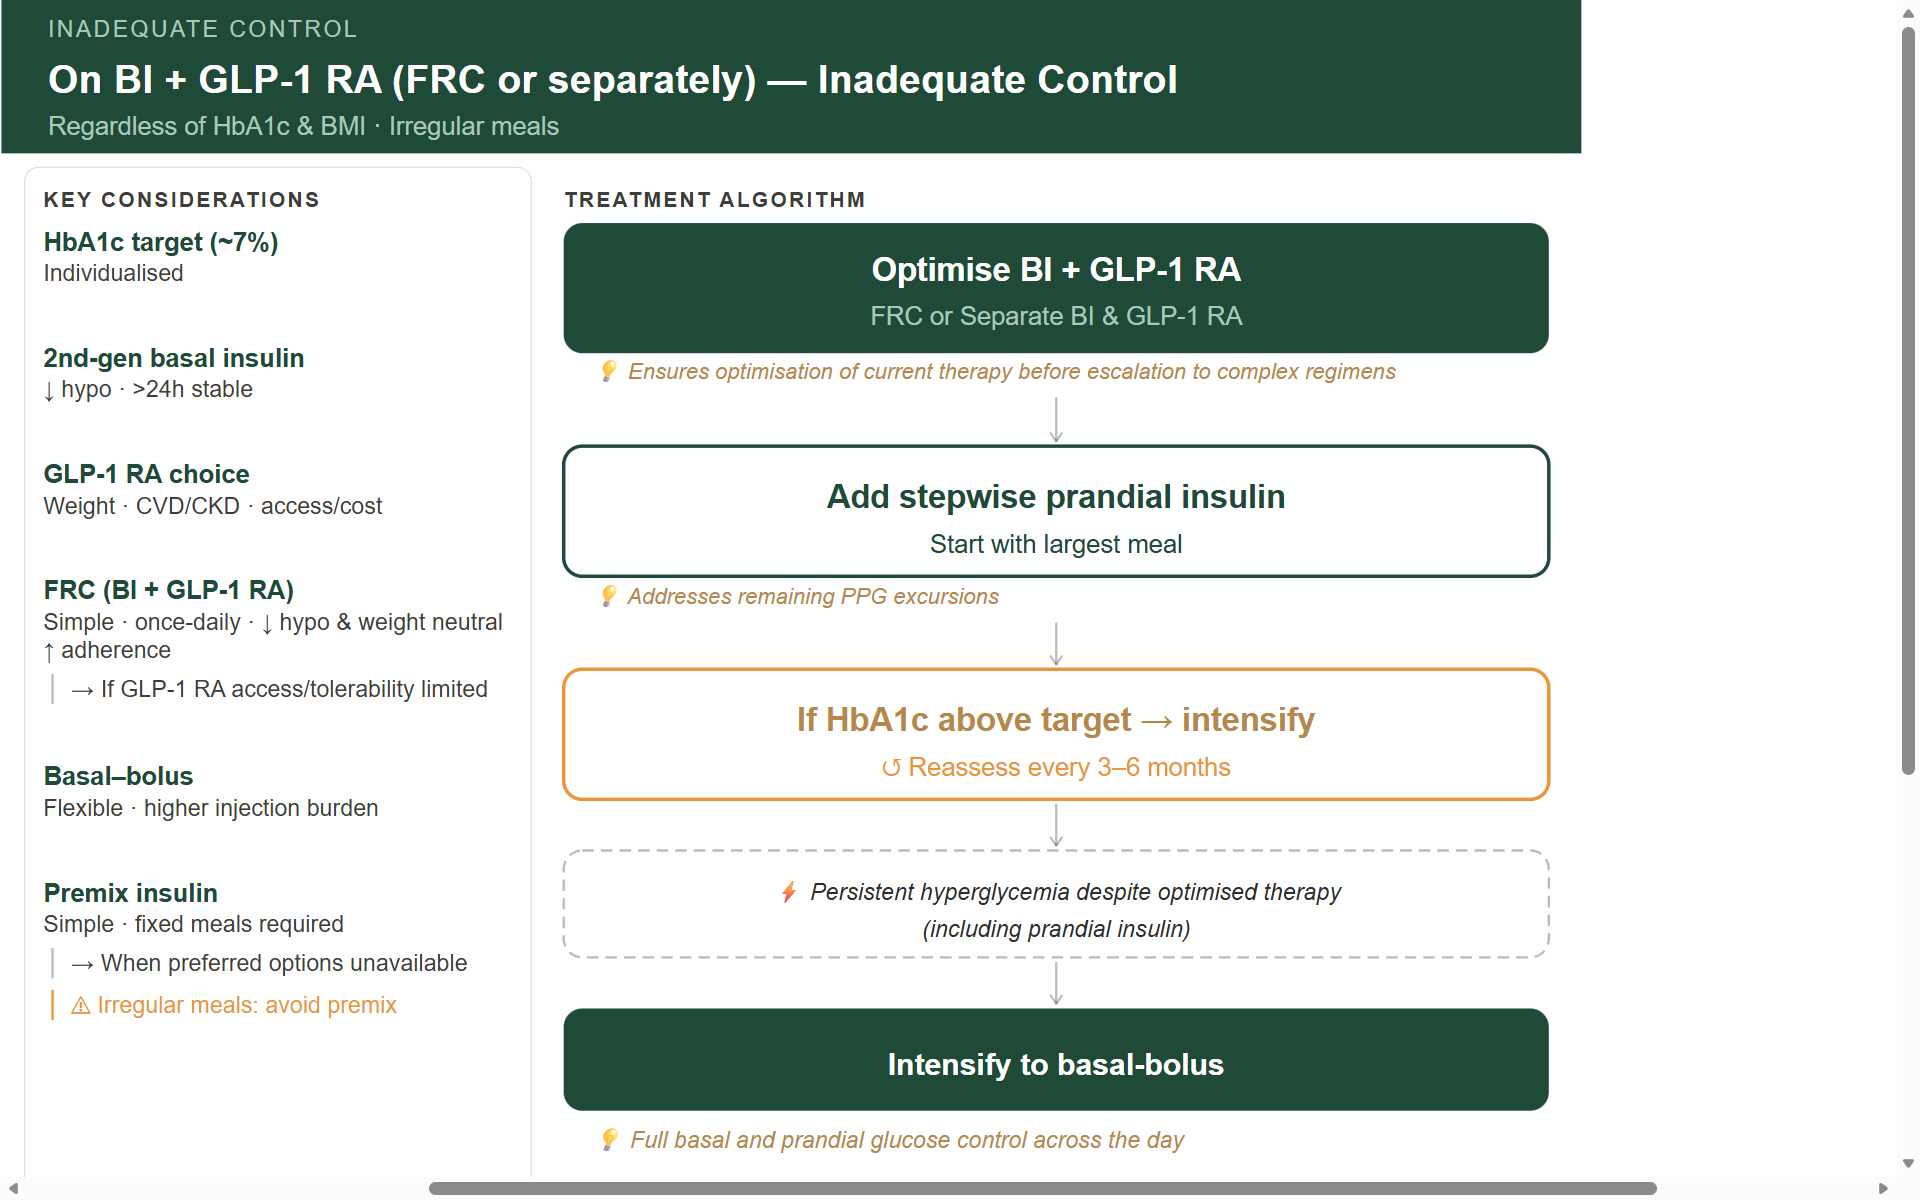 INADEQUATE CONTROL
On BI + GLP-1 RA (FRC or separately) — Inadequate Control
Regardless of HbA1c & BMI · Irregular meals
KEY CONSIDERATIONS
HbA1c target (~7%)
Individualised
2nd-gen basal insulin
↓ hypo · >24h stable
GLP-1 RA choice
Weight · CVD/CKD · access/cost
FRC (BI + GLP-1 RA)
Simple · once-daily · ↓ hypo & weight neutral
↑ adherence
→ If GLP-1 RA access/tolerability limited
Basal–bolus
Flexible · higher injection burden
Premix insulin
Simple · fixed meals required
→ When preferred options unavailable
⚠ Irregular meals: avoid premix
TREATMENT ALGORITHM
Optimise BI + GLP-1 RA
FRC or Separate BI & GLP-1 RA
💡 Ensures optimisation of current therapy before escalation to complex regimens
Add stepwise prandial insulin
Start with largest meal
💡 Addresses remaining PPG excursions
If HbA1c above target → intensify
↺ Reassess every 3–6 months
⚡ Persistent hyperglycemia despite optimised therapy
(including prandial insulin)
Intensify to basal-bolus
💡 Full basal and prandial glucose control across the day